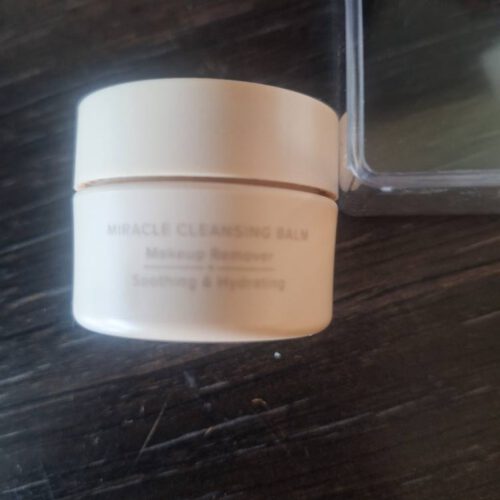 MIRACLE CLEANSING BALM
Makeup Remover
Soothing & Hydrating